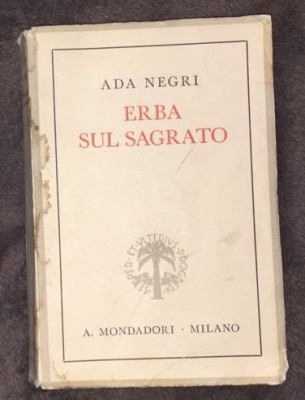 ADA NEGRI
ERBA
SUL SAGRATO
A. MONDADORI · MILANO